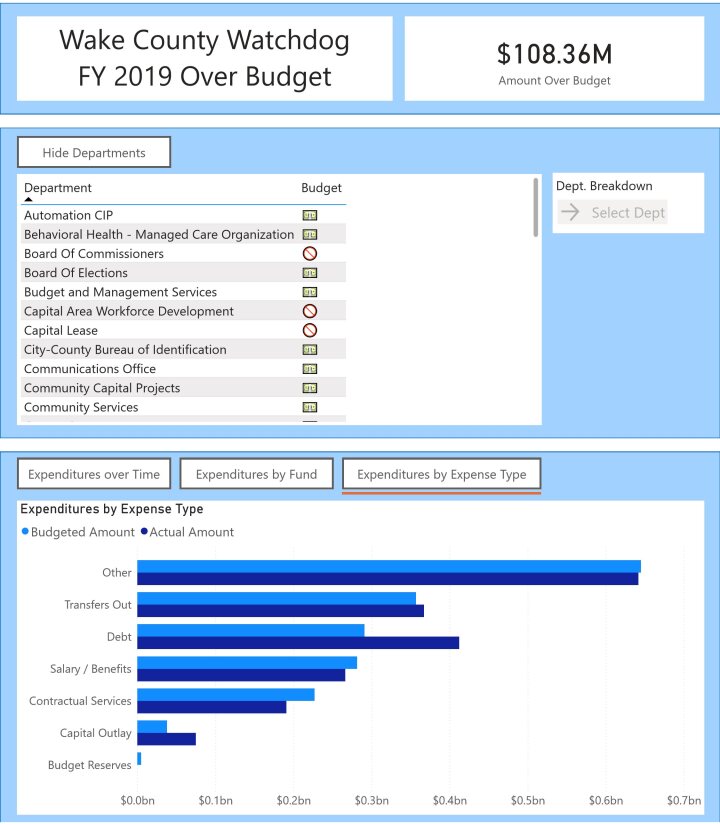 Wake County Watchdog
FY 2019 Over Budget
$108.36M
Amount Over Budget
Hide Departments
Department Budget
Automation CIP
Behavioral Health - Managed Care Organization
Board Of Commissioners
Board Of Elections
Budget and Management Services
Capital Area Workforce Development
Capital Lease
City-County Bureau of Identification
Communications Office
Community Capital Projects
Community Services
Dept. Breakdown
Select Dept
Expenditures over Time
Expenditures by Fund
Expenditures by Expense Type
Expenditures by Expense Type
Budgeted Amount Actual Amount
Other
Transfers Out
Debt
Salary / Benefits
Contractual Services
Capital Outlay
Budget Reserves
$0.0bn $0.1bn $0.2bn $0.3bn $0.4bn $0.5bn $0.6bn $0.7bn